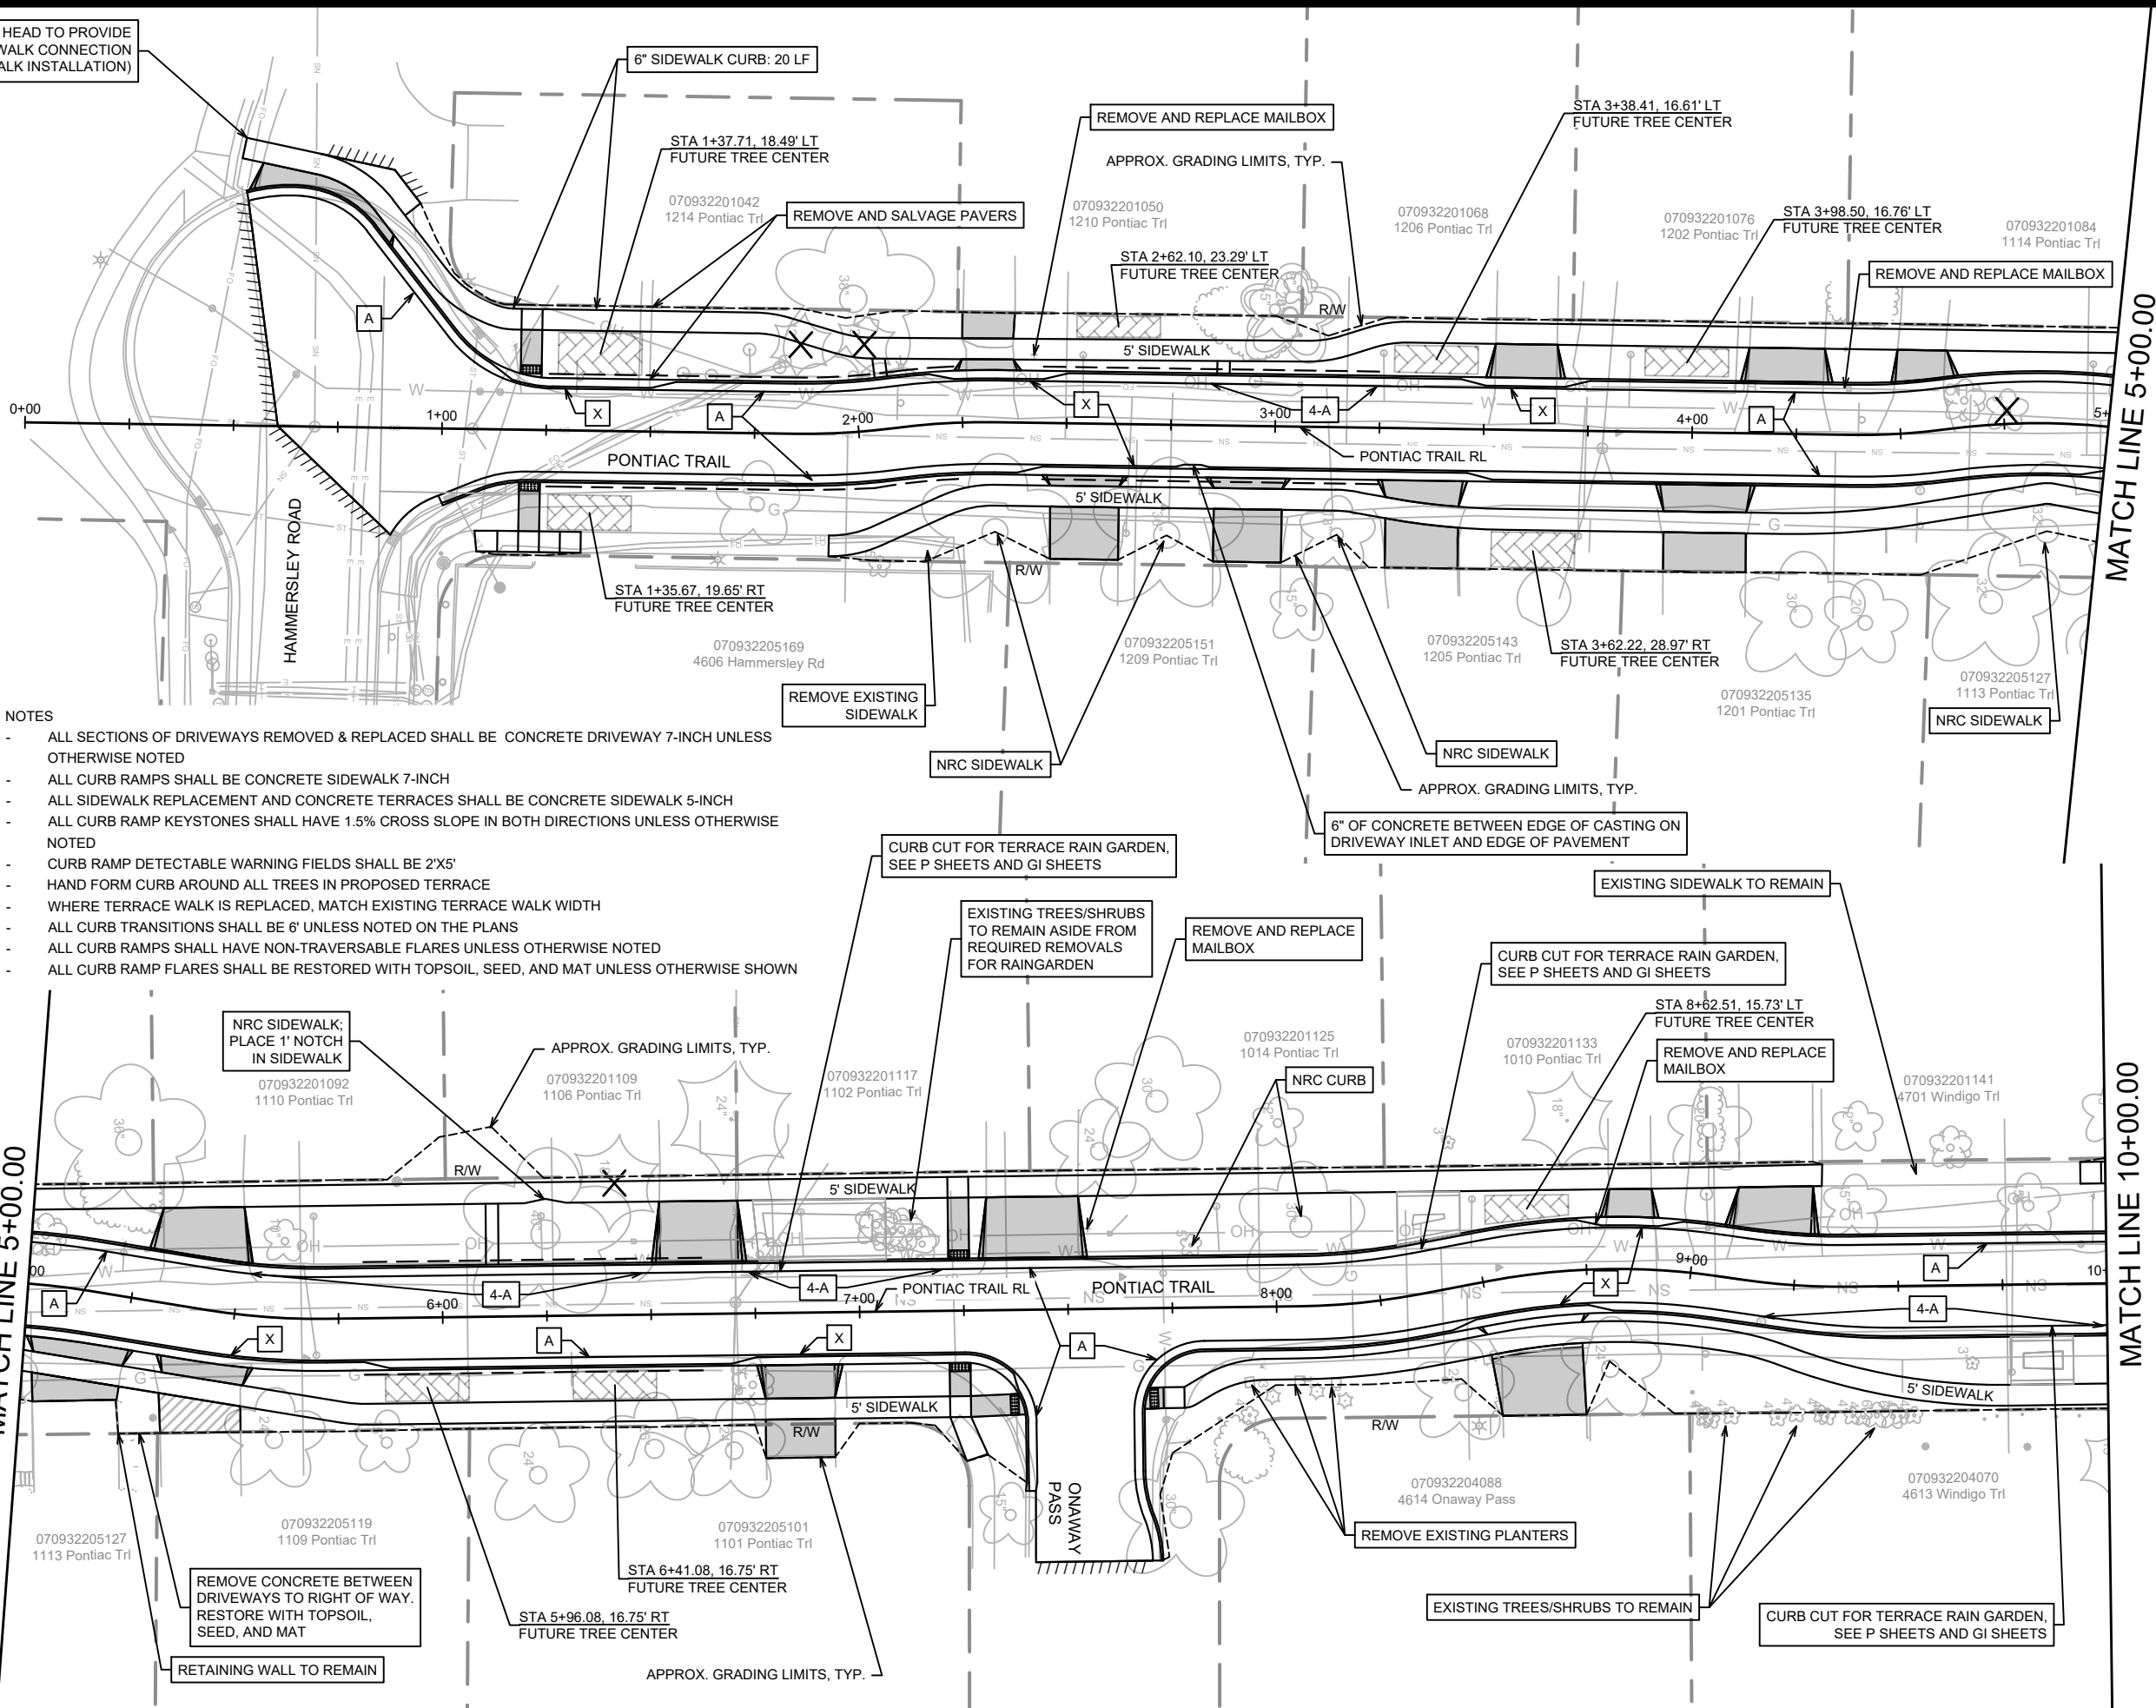 HEAD TO PROVIDE
WALK CONNECTION
ALK INSTALLATION)
6" SIDEWALK CURB: 20 LF
STA 1+37.71, 18.49' LT
FUTURE TREE CENTER
REMOVE AND REPLACE MAILBOX
STA 3+38.41, 16.61' LT
FUTURE TREE CENTER
APPROX. GRADING LIMITS, TYP.
070932201042
1214 Pontiac Trl
REMOVE AND SALVAGE PAVERS
070932201050
1210 Pontiac Trl
070932201068
1206 Pontiac Trl
070932201076
1202 Pontiac Trl
STA 3+98.50, 16.76' LT
FUTURE TREE CENTER
070932201084
1114 Pontiac Trl
STA 2+62.10, 23.29' LT
FUTURE TREE CENTER
REMOVE AND REPLACE MAILBOX
38"
R/W
A
5' SIDEWALK
MATCH LINE 5+00.00
0+00
1+00
X
A
2+00
X
3+00
4-A
X
4+00
A
5+
PONTIAC TRAIL
PONTIAC TRAIL RL
5' SIDEWALK
HAMMERSLEY ROAD
R/W
STA 1+35.67, 19.65' RT
FUTURE TREE CENTER
15"
30"
20"
32"
32"
070932205169
4606 Hammersley Rd
070932205151
1209 Pontiac Trl
070932205143
1205 Pontiac Trl
STA 3+62.22, 28.97' RT
FUTURE TREE CENTER
070932205135
1201 Pontiac Trl
070932205127
1113 Pontiac Trl
REMOVE EXISTING
SIDEWALK
NRC SIDEWALK
NRC SIDEWALK
NRC SIDEWALK
APPROX. GRADING LIMITS, TYP.
6" OF CONCRETE BETWEEN EDGE OF CASTING ON
DRIVEWAY INLET AND EDGE OF PAVEMENT
NOTES
- ALL SECTIONS OF DRIVEWAYS REMOVED & REPLACED SHALL BE CONCRETE DRIVEWAY 7-INCH UNLESS
OTHERWISE NOTED
- ALL CURB RAMPS SHALL BE CONCRETE SIDEWALK 7-INCH
- ALL SIDEWALK REPLACEMENT AND CONCRETE TERRACES SHALL BE CONCRETE SIDEWALK 5-INCH
- ALL CURB RAMP KEYSTONES SHALL HAVE 1.5% CROSS SLOPE IN BOTH DIRECTIONS UNLESS OTHERWISE
NOTED
- CURB RAMP DETECTABLE WARNING FIELDS SHALL BE 2'X5'
- HAND FORM CURB AROUND ALL TREES IN PROPOSED TERRACE
- WHERE TERRACE WALK IS REPLACED, MATCH EXISTING TERRACE WALK WIDTH
- ALL CURB TRANSITIONS SHALL BE 6' UNLESS NOTED ON THE PLANS
- ALL CURB RAMPS SHALL HAVE NON-TRAVERSABLE FLARES UNLESS OTHERWISE NOTED
- ALL CURB RAMP FLARES SHALL BE RESTORED WITH TOPSOIL, SEED, AND MAT UNLESS OTHERWISE SHOWN
CURB CUT FOR TERRACE RAIN GARDEN,
SEE P SHEETS AND GI SHEETS
EXISTING TREES/SHRUBS
TO REMAIN ASIDE FROM
REQUIRED REMOVALS
FOR RAINGARDEN
REMOVE AND REPLACE
MAILBOX
EXISTING SIDEWALK TO REMAIN
CURB CUT FOR TERRACE RAIN GARDEN,
SEE P SHEETS AND GI SHEETS
STA 8+62.51, 15.73' LT
FUTURE TREE CENTER
REMOVE AND REPLACE
MAILBOX
NRC SIDEWALK;
PLACE 1' NOTCH
IN SIDEWALK
APPROX. GRADING LIMITS, TYP.
070932201092
1110 Pontiac Trl
070932201109
1106 Pontiac Trl
070932201117
1102 Pontiac Trl
070932201125
1014 Pontiac Trl
NRC CURB
070932201133
1010 Pontiac Trl
070932201141
4701 Windigo Trl
36"
24"
30"
24"
18"
R/W
5' SIDEWALK
MATCH LINE 5+00.00
MATCH LINE 10+00.00
00
A
4-A
6+00
4-A
7+00
PONTIAC TRAIL RL
PONTIAC TRAIL
8+00
X
9+00
A
10+
4-A
X
A
X
A
5' SIDEWALK
R/W
5' SIDEWALK
R/W
24"
24"
15"
30"
ONAWAY
PASS
070932205127
1113 Pontiac Trl
070932205119
1109 Pontiac Trl
070932205101
1101 Pontiac Trl
070932204088
4614 Onaway Pass
070932204070
4613 Windigo Trl
REMOVE EXISTING PLANTERS
REMOVE CONCRETE BETWEEN
DRIVEWAYS TO RIGHT OF WAY.
RESTORE WITH TOPSOIL,
SEED, AND MAT
STA 6+41.08, 16.75' RT
FUTURE TREE CENTER
STA 5+96.08, 16.75' RT
FUTURE TREE CENTER
EXISTING TREES/SHRUBS TO REMAIN
CURB CUT FOR TERRACE RAIN GARDEN,
SEE P SHEETS AND GI SHEETS
RETAINING WALL TO REMAIN
APPROX. GRADING LIMITS, TYP.